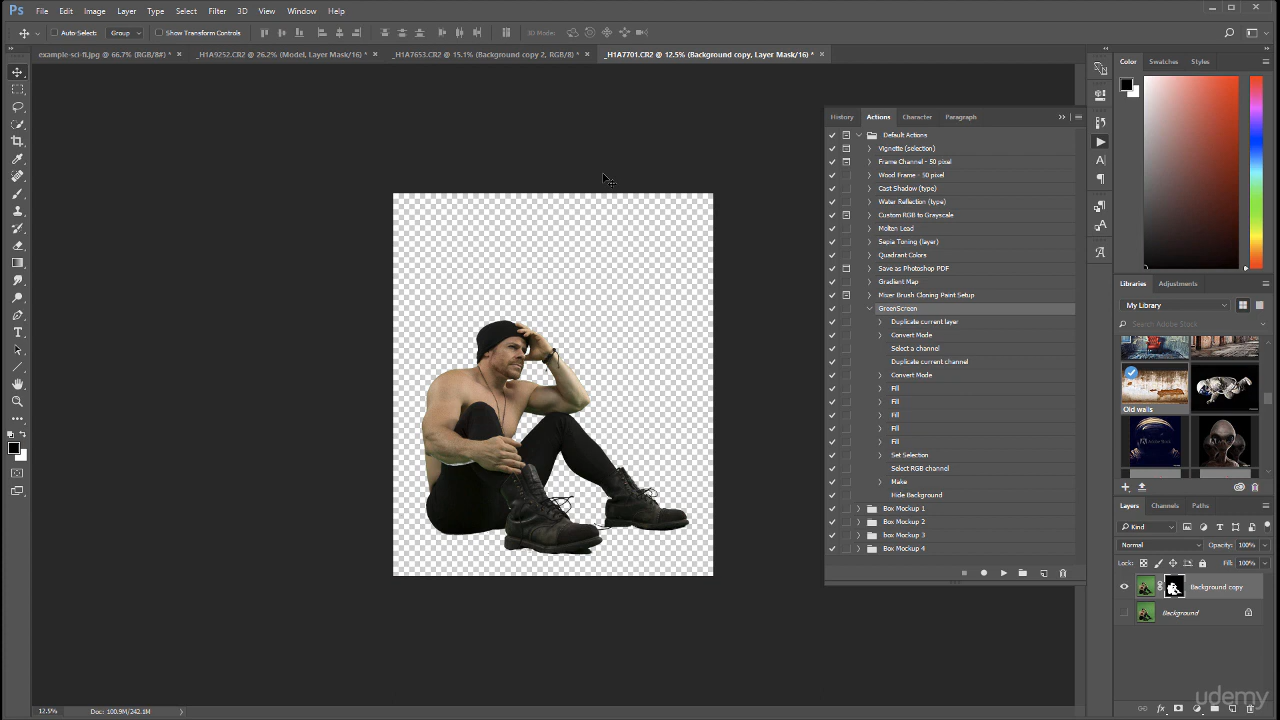 Ps File Edit Image Layer Type Select Filter 3D View Window Help
Auto-Select: Group Show Transform Controls 3D Mode:
example sci-fi.jpg @ 66.7% (RGB/8#) * × _H1A9252.CR2 @ 26.2% (Model, Layer Mask/16) * × _H1A7653.CR2 @ 15.1% (Background copy 2, RGB/8) * × _H1A7701.CR2 @ 12.5% (Background copy, Layer Mask/16) * ×
Color Swatches Styles
History Actions Character Paragraph
Default Actions
Vignette (selection)
Frame Channel - 50 pixel
Wood Frame - 50 pixel
Cast Shadow (type)
Water Reflection (type)
Custom RGB to Grayscale
Molten Lead
Sepia Toning (layer)
Quadrant Colors
Save as Photoshop PDF
Gradient Map
Mixer Brush Cloning Paint Setup
GreenScreen
Duplicate current layer
Convert Mode
Select a channel
Duplicate current channel
Convert Mode
Fill
Fill
Fill
Fill
Fill
Set Selection
Select RGB channel
Make
Hide Background
Box Mockup 1
Box Mockup 2
box Mockup 3
Box Mockup 4
Libraries Adjustments
My Library
Search Adobe Stock
Old walls
Layers Channels Paths
Kind
Normal Opacity: 100%
Lock: Fill: 100%
Background copy
Background
12.5% Doc: 100.9M/242.1M
udemy